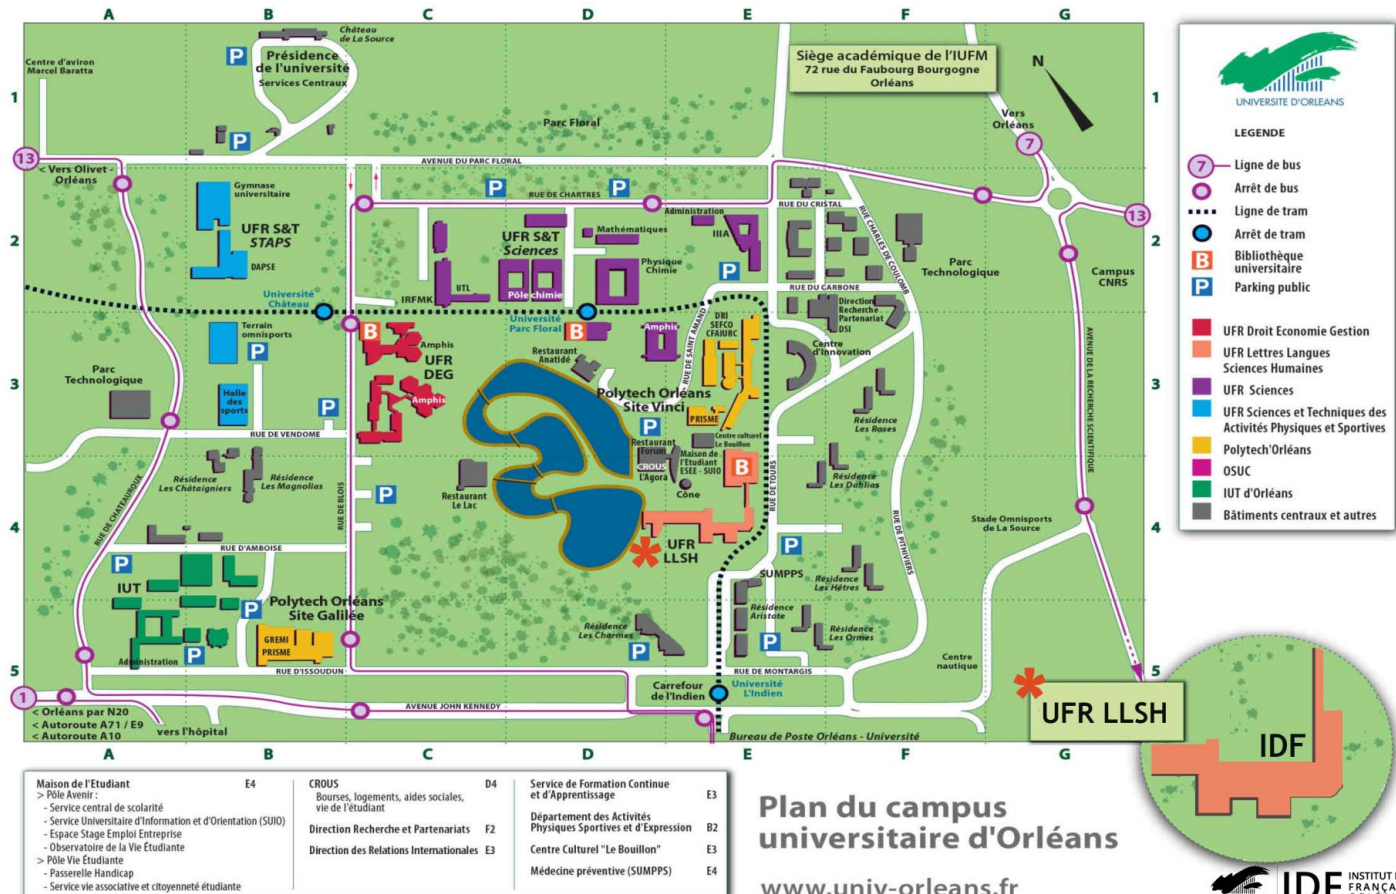 A B C D E F G
Centre d'aviron
Marcel Baratta
Château
de La Source
P
Présidence
de l'université
Services Centraux
P
Siège académique de l'IUFM
72 rue du Faubourg Bourgogne
Orléans
N
1
1
Parc Floral
Vers
Orléans
7
13
< Vers Olivet -
Orléans
AVENUE DU PARC FLORAL
P
P
RUE DE CHARTRES
13
Gymnase
universitaire
UFR S&T
STAPS
DAPSE
UFR S&T
Sciences
UTL
Pôle chimie
Mathématiques
Physique
Chimie
Administration
IIIA
P
RUE DU CRISTAL
RUE CHARLES DE COULOMB
Parc
Technologique
Campus
CNRS
2
2
RUE DU CARBONE
Université
Château
IRFMK
Université
Parc Floral
Direction
Recherche
Partenariat
DSI
Terrain
omnisports
P
B
Amphis
UFR
DEG
Amphis
B
Amphis
Restaurant
Anatidé
RUE DE SAINT AMAND
DRI
SEFCO
CFAIURC
Centre
d'Innovation
AVENUE DE LA RECHERCHE SCIENTIFIQUE
3
3
Parc
Technologique
Halle
des
sports
P
Polytech Orléans
Site Vinci
P
PRISME
Résidence
Les Roses
RUE DE VENDOME
Restaurant
Forum
CROUS
L'Agora
Centre culturel
Le Bouillon
Maison de
l'Etudiant
ESEE - SUIO
Cône
B
Résidence
Les Châtaigniers
Résidence
Les Magnolias
P
Restaurant
Le Lac
RUE DE TOURS
Résidence
Les Dahlias
RUE DE CHATEAUROUX
RUE DE BLOIS
RUE DE PITHIVIERS
Stade Omnisports
de La Source
4
4
RUE D'AMBOISE
UFR
LLSH
P
P
IUT
P
Polytech Orléans
Site Galilée
GREMI
PRISME
Administration
P
SUMPPS
Résidence
Les Hêtres
Résidence
Aristote
Résidence
Les Ormes
P
Résidence
Les Charmes
P
Centre
nautique
5
5
RUE D'ISSOUDUN
RUE DE MONTARGIS
1
< Orléans par N20
< Autoroute A71 / E9
< Autoroute A10
vers l'hôpital
AVENUE JOHN KENNEDY
Carrefour
de l'Indien
Université
L'Indien
Bureau de Poste Orléans - Université
A B C D E F G
UFR LLSH
IDF
UNIVERSITE D'ORLEANS
LEGENDE
7 Ligne de bus
Arrêt de bus
Ligne de tram
Arrêt de tram
B Bibliothèque
universitaire
P Parking public
UFR Droit Economie Gestion
UFR Lettres Langues
Sciences Humaines
UFR Sciences
UFR Sciences et Techniques des
Activités Physiques et Sportives
Polytech'Orléans
OSUC
IUT d'Orléans
Bâtiments centraux et autres
Maison de l'Etudiant E4
> Pôle Avenir :
- Service central de scolarité
- Service Universitaire d'Information et d'Orientation (SUIO)
- Espace Stage Emploi Entreprise
- Observatoire de la Vie Étudiante
> Pôle Vie Étudiante
- Passerelle Handicap
- Service vie associative et citoyenneté étudiante
CROUS D4
Bourses, logements, aides sociales,
vie de l'étudiant
Direction Recherche et Partenariats F2
Direction des Relations Internationales E3
Service de Formation Continue
et d'Apprentissage E3
Département des Activités
Physiques Sportives et d'Expression B2
Centre Culturel "Le Bouillon" E3
Médecine préventive (SUMPPS) E4
Plan du campus
universitaire d'Orléans
www.univ-orleans.fr
IDF
INSTITUT